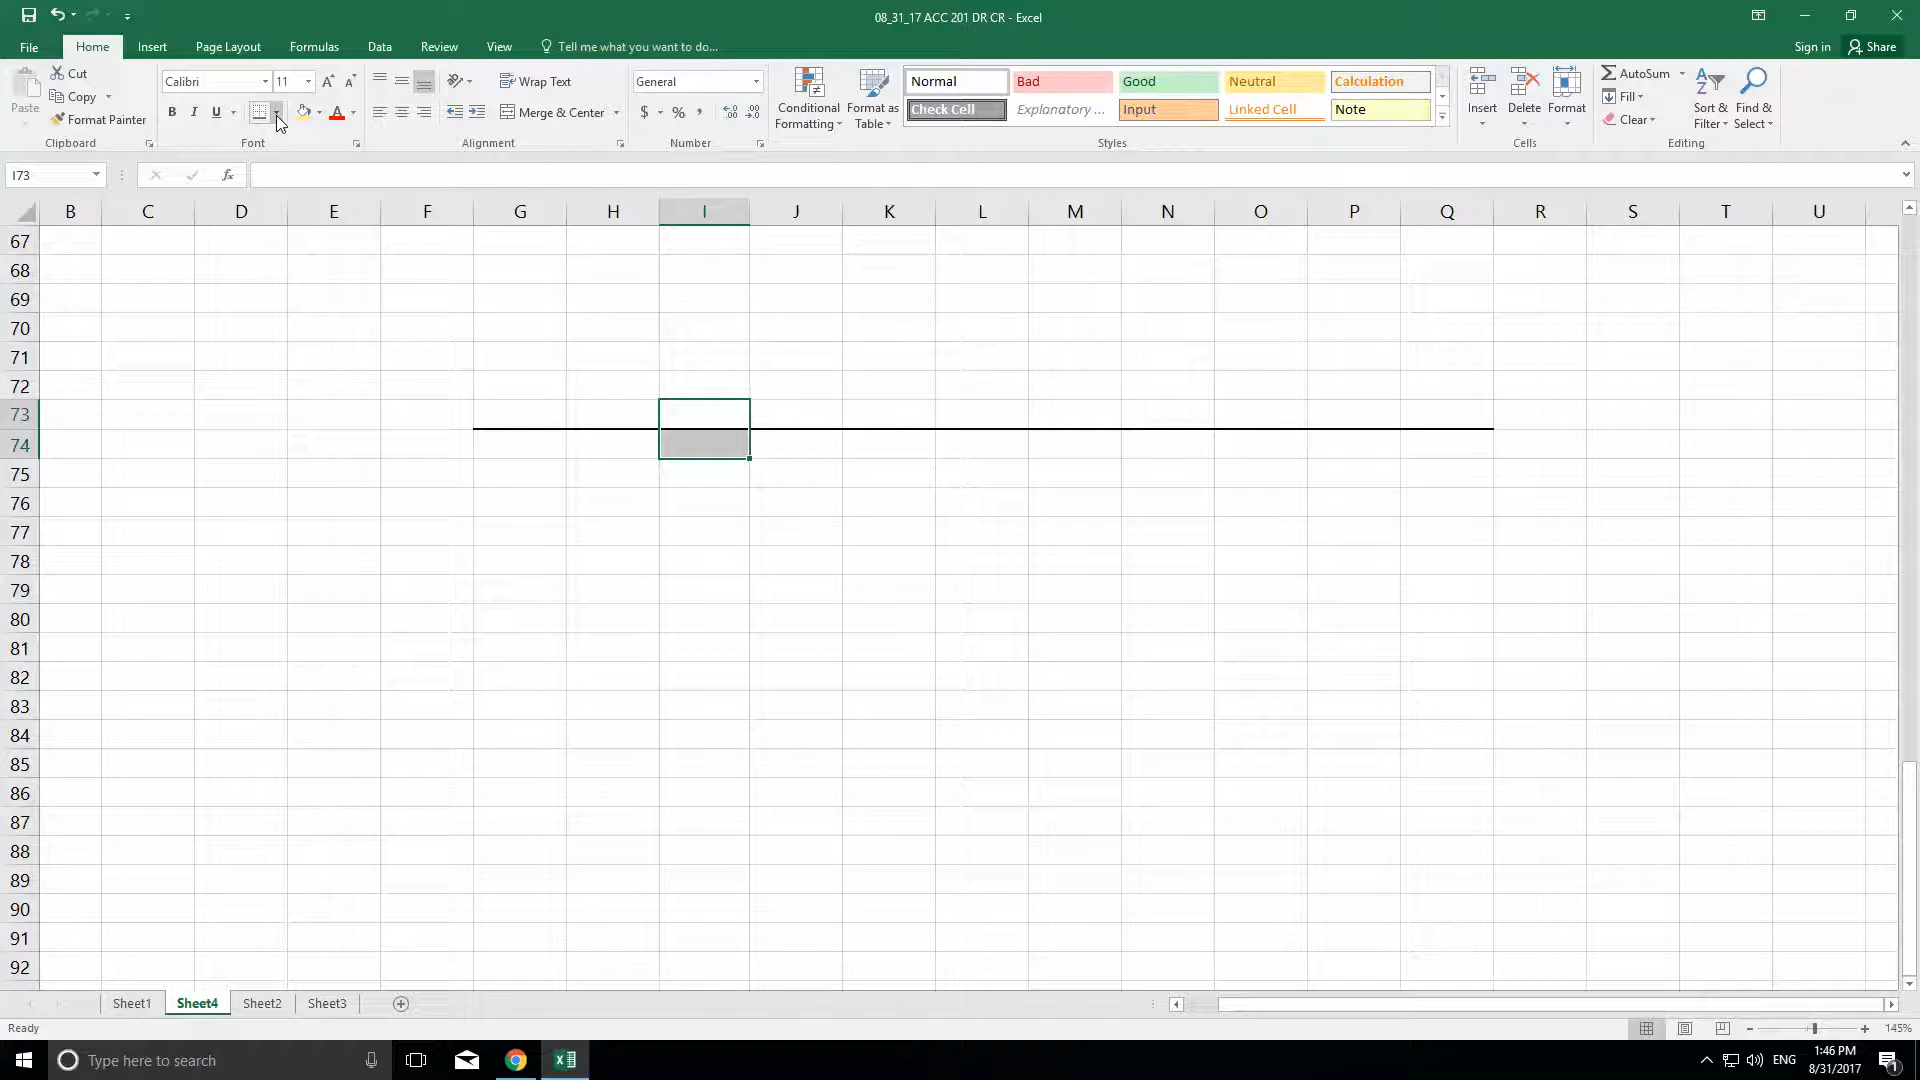 08_31_17 ACC 201 DR CR - Excel
File Home Insert Page Layout Formulas Data Review View Tell me what you want to do... Sign in Share
Paste Cut Calibri 11 Wrap Text General Conditional Formatting Format as Table Normal Bad Good Neutral Calculation Insert Delete Format AutoSum Sort & Filter Find & Select
Copy Format Painter B I U A Merge & Center $ % , Check Cell Explanatory ... Input Linked Cell Note Fill Clear
Clipboard Font Alignment Number Styles Cells Editing
I73 fx
B C D E F G H I J K L M N O P Q R S T U
67
68
69
70
71
72
73
74
75
76
77
78
79
80
81
82
83
84
85
86
87
88
89
90
91
92
Sheet1 Sheet4 Sheet2 Sheet3
Ready 145%
Type here to search ENG 1:46 PM
8/31/2017 1